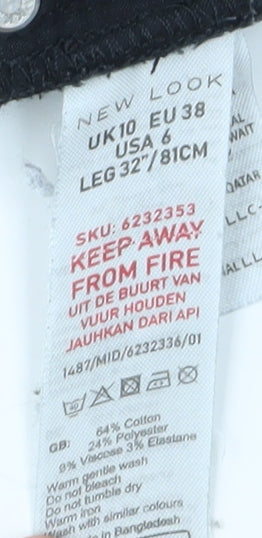 NEW LOOK
UK10 EU 38
USA 6
LEG 32"/81CM
SKU: 6232353
KEEP AWAY
FROM FIRE
UIT DE BUURT VAN
VUUR HOUDEN
JAUHKAN DARI API
1487/MID/6232336/01
GB: 64% Cotton
24% Polyester
9% Viscose 3% Elastane
Warm gentle wash
Do not bleach
Do not tumble dry
Warm iron
Wash with similar colours
in Bangladesh